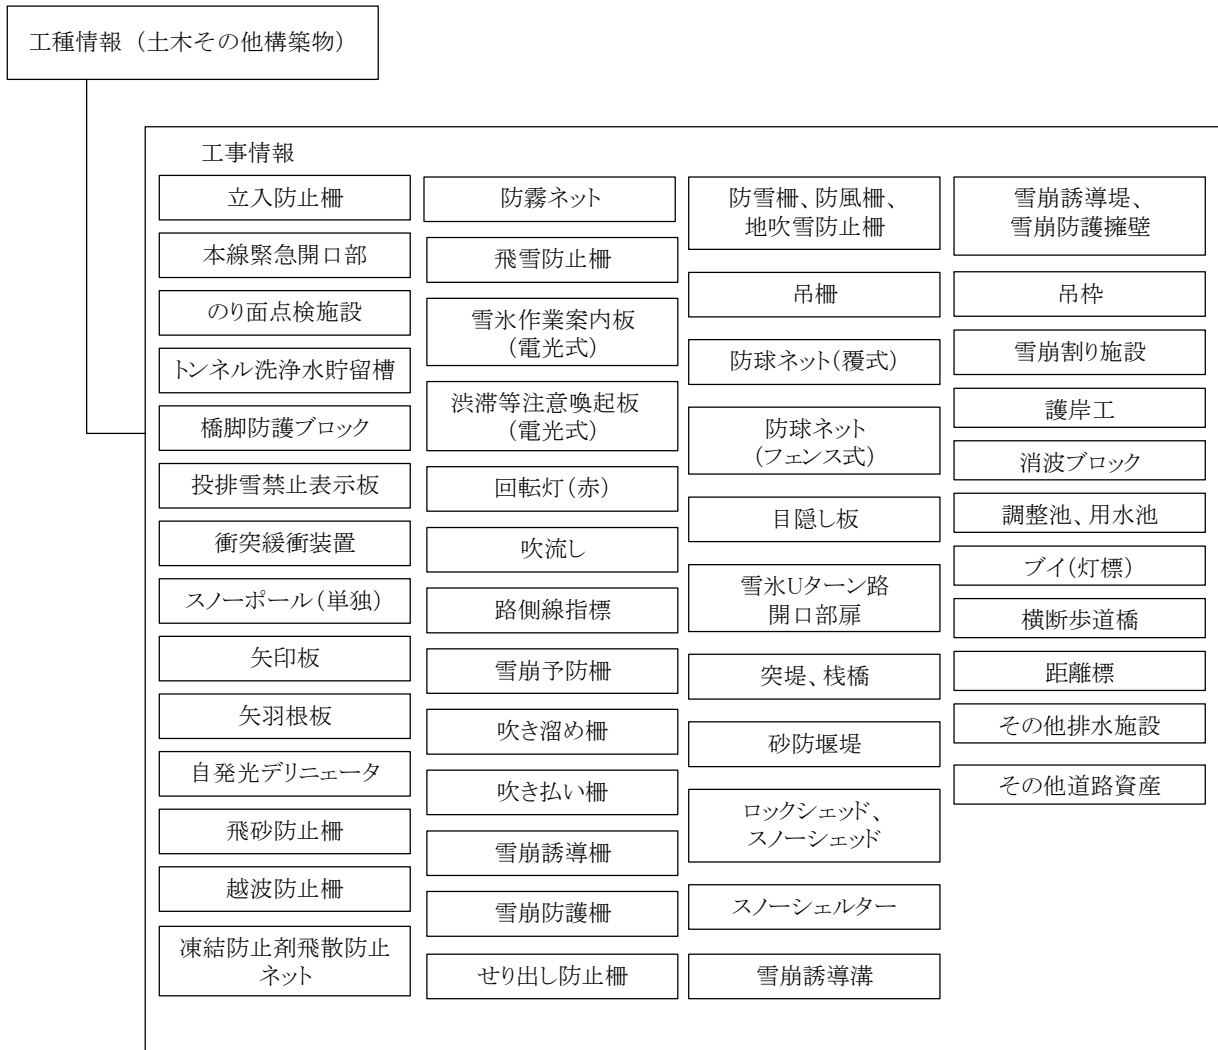 工種情報（土木その他構築物）
工事情報
立入防止柵
本線緊急開口部
のり面点検施設
トンネル洗浄水貯留槽
橋脚防護ブロック
投排雪禁止表示板
衝突緩衝装置
スノーポール（単独）
矢印板
矢羽根板
自発光デリニェータ
飛砂防止柵
越波防止柵
凍結防止剤飛散防止
ネット
防霧ネット
飛雪防止柵
雪氷作業案内板
（電光式）
渋滞等注意喚起板
（電光式）
回転灯（赤）
吹流し
路側線指標
雪崩予防柵
吹き溜め柵
吹き払い柵
雪崩誘導柵
雪崩防護柵
せり出し防止柵
防雪柵、防風柵、
地吹雪防止柵
吊柵
防球ネット（覆式）
防球ネット
（フェンス式）
目隠し板
雪氷Uターン路
開口部扉
突堤、桟橋
砂防堰堤
ロックシェッド、
スノーシェッド
スノーシェルター
雪崩誘導溝
雪崩誘導堤、
雪崩防護擁壁
吊枠
雪崩割り施設
護岸工
消波ブロック
調整池、用水池
ブイ（灯標）
横断歩道橋
距離標
その他排水施設
その他道路資産